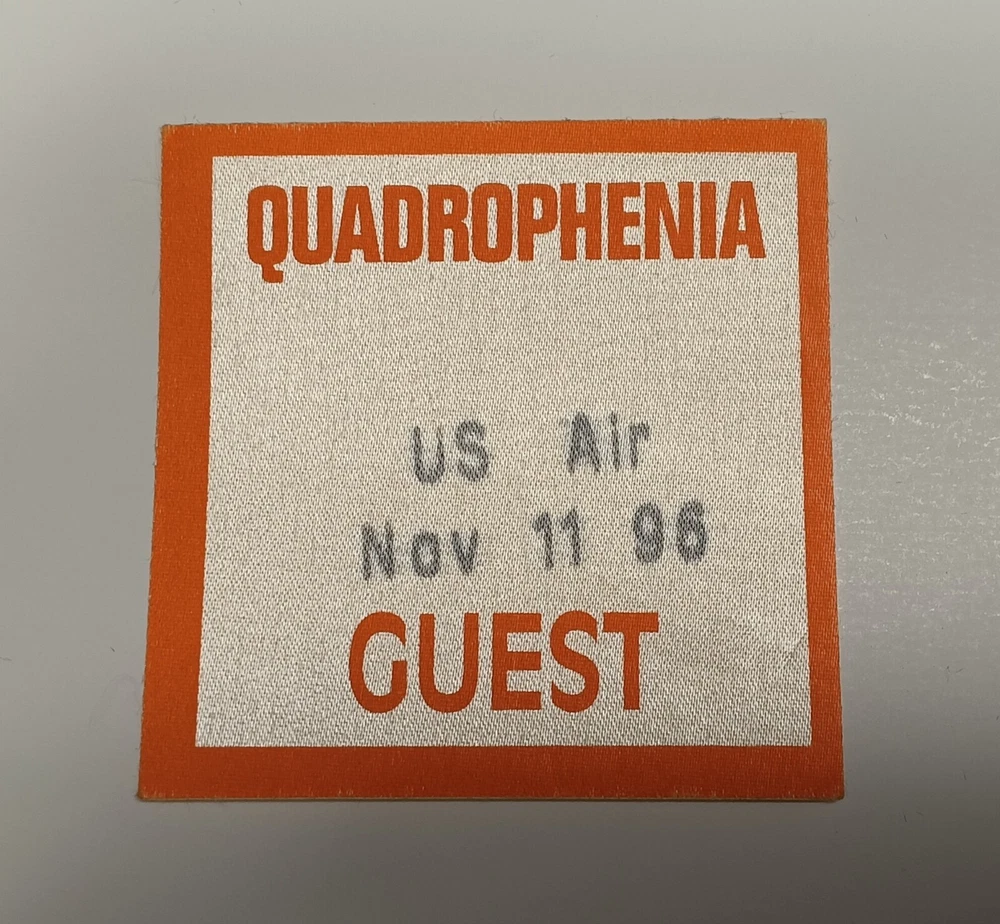 QUADROPHENIA
US Air
Nov 11 96
GUEST